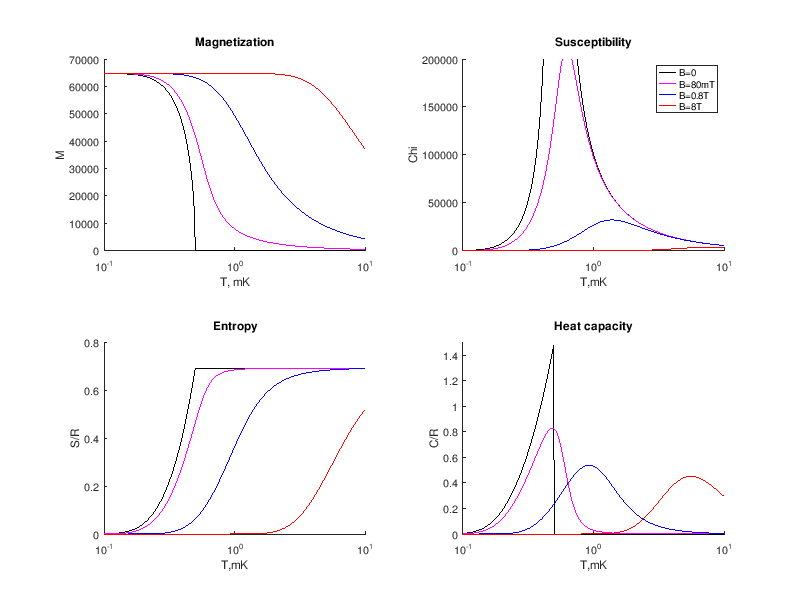 Magnetization
70000
60000
50000
40000
30000
20000
10000
0
M
10^-1
10^0
10^1
T, mK
Susceptibility
200000
150000
100000
50000
0
Chi
B=0
B=80mT
B=0.8T
B=8T
10^-1
10^0
10^1
T,mK
Entropy
0.8
0.6
0.4
0.2
0
S/R
10^-1
10^0
10^1
T,mK
Heat capacity
1.4
1.2
1
0.8
0.6
0.4
0.2
0
C/R
10^-1
10^0
10^1
T,mK